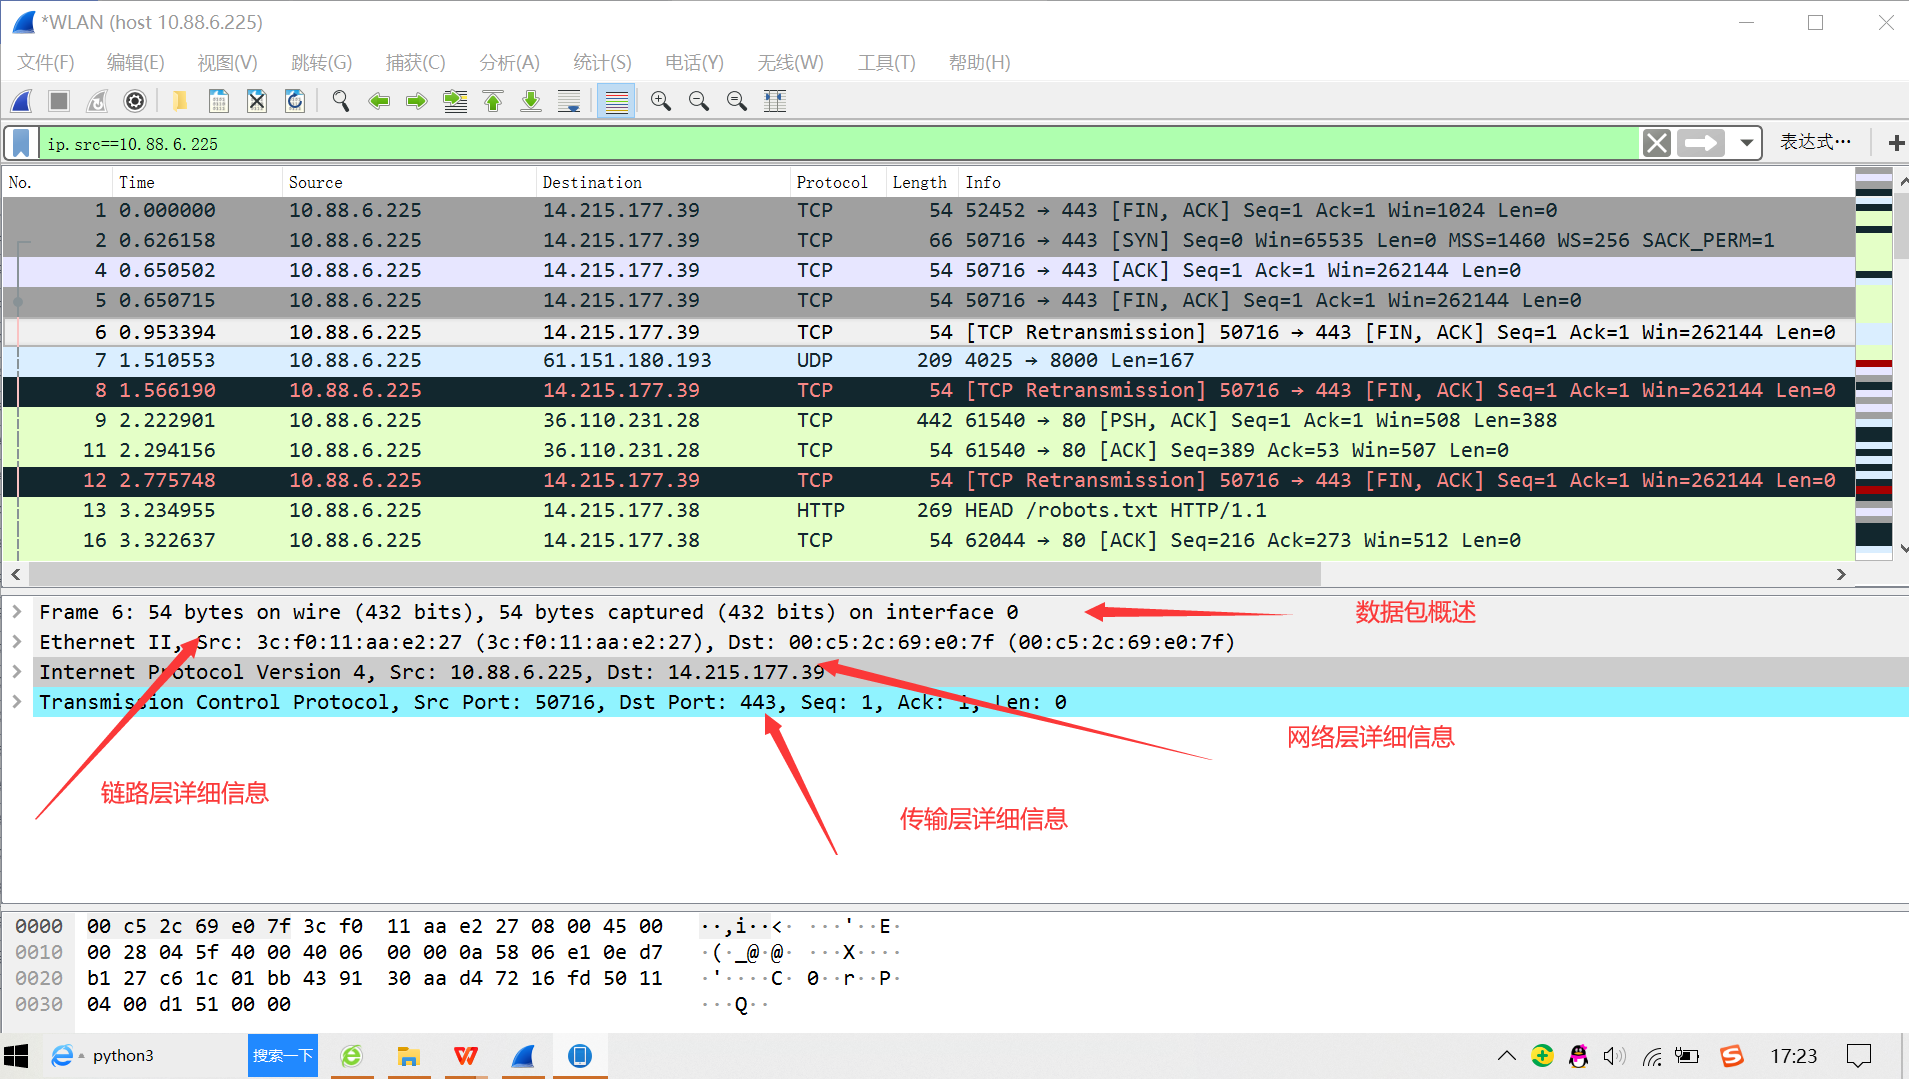 *WLAN (host 10.88.6.225)
文件(F) 编辑(E) 视图(V) 跳转(G) 捕获(C) 分析(A) 统计(S) 电话(Y) 无线(W) 工具(T) 帮助(H)
ip.src==10.88.6.225 表达式…
No. Time Source Destination Protocol Length Info
1 0.000000 10.88.6.225 14.215.177.39 TCP 54 52452 → 443 [FIN, ACK] Seq=1 Ack=1 Win=1024 Len=0
2 0.626158 10.88.6.225 14.215.177.39 TCP 66 50716 → 443 [SYN] Seq=0 Win=65535 Len=0 MSS=1460 WS=256 SACK_PERM=1
4 0.650502 10.88.6.225 14.215.177.39 TCP 54 50716 → 443 [ACK] Seq=1 Ack=1 Win=262144 Len=0
5 0.650715 10.88.6.225 14.215.177.39 TCP 54 50716 → 443 [FIN, ACK] Seq=1 Ack=1 Win=262144 Len=0
6 0.953394 10.88.6.225 14.215.177.39 TCP 54 [TCP Retransmission] 50716 → 443 [FIN, ACK] Seq=1 Ack=1 Win=262144 Len=0
7 1.510553 10.88.6.225 61.151.180.193 UDP 209 4025 → 8000 Len=167
8 1.566190 10.88.6.225 14.215.177.39 TCP 54 [TCP Retransmission] 50716 → 443 [FIN, ACK] Seq=1 Ack=1 Win=262144 Len=0
9 2.222901 10.88.6.225 36.110.231.28 TCP 442 61540 → 80 [PSH, ACK] Seq=1 Ack=1 Win=508 Len=388
11 2.294156 10.88.6.225 36.110.231.28 TCP 54 61540 → 80 [ACK] Seq=389 Ack=53 Win=507 Len=0
12 2.775748 10.88.6.225 14.215.177.39 TCP 54 [TCP Retransmission] 50716 → 443 [FIN, ACK] Seq=1 Ack=1 Win=262144 Len=0
13 3.234955 10.88.6.225 14.215.177.38 HTTP 269 HEAD /robots.txt HTTP/1.1
16 3.322637 10.88.6.225 14.215.177.38 TCP 54 62044 → 80 [ACK] Seq=216 Ack=273 Win=512 Len=0
Frame 6: 54 bytes on wire (432 bits), 54 bytes captured (432 bits) on interface 0 数据包概述
Ethernet II, Src: 3c:f0:11:aa:e2:27 (3c:f0:11:aa:e2:27), Dst: 00:c5:2c:69:e0:7f (00:c5:2c:69:e0:7f)
Internet Protocol Version 4, Src: 10.88.6.225, Dst: 14.215.177.39
Transmission Control Protocol, Src Port: 50716, Dst Port: 443, Seq: 1, Ack: 1, Len: 0
网络层详细信息
链路层详细信息
传输层详细信息
0000 00 c5 2c 69 e0 7f 3c f0 11 aa e2 27 08 00 45 00 ··,i··<· ···'··E·
0010 00 28 04 5f 40 00 40 06 00 00 0a 58 06 e1 0e d7 ·(·_@·@· ···X····
0020 b1 27 c6 1c 01 bb 43 91 30 aa d4 72 16 fd 50 11 ·'····C· 0··r··P·
0030 04 00 d1 51 00 00 ···Q··
python3 搜索一下 17:23